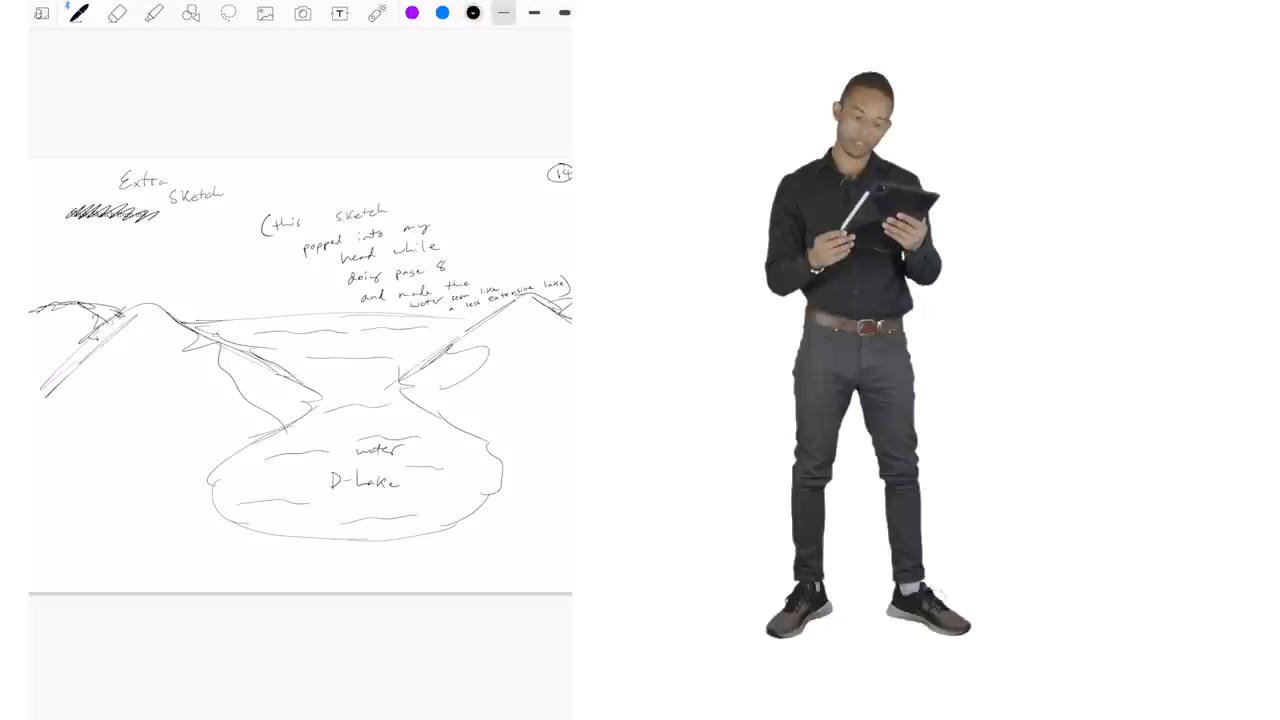 Extra
Sketch
14
(this sketch
popped into my
head while
doing page 8
and made the
water seem like
a less extensive lake)
water
D-Lake
T